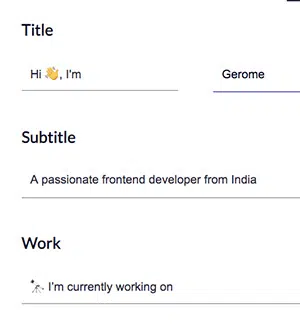 Title
Hi 👋, I'm Gerome
Subtitle
A passionate frontend developer from India
Work
🔭 I'm currently working on